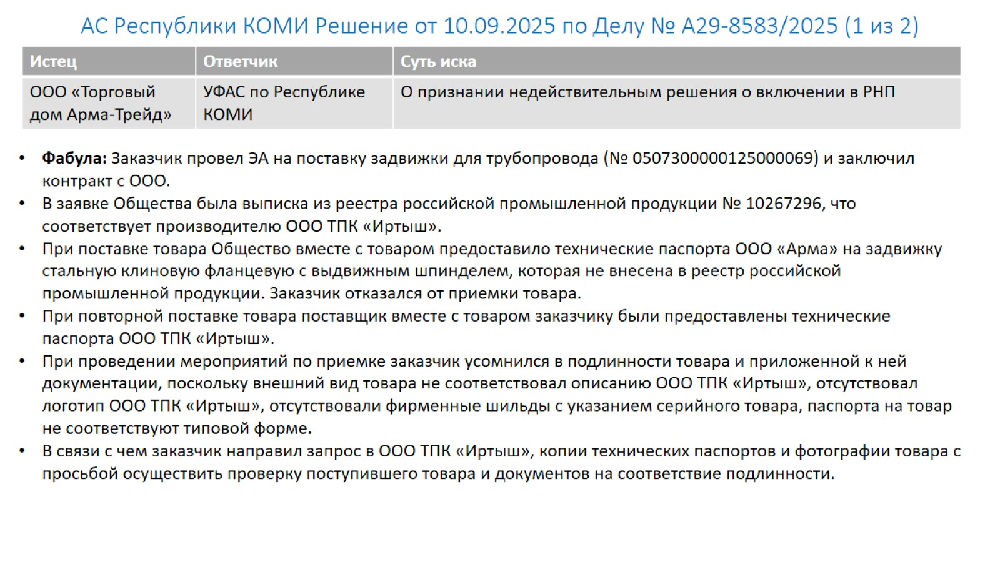 АС Республики КОМИ Решение от 10.09.2025 по Делу № А29-8583/2025 (1 из 2)
Истец
Ответчик
Суть иска
ООО «Торговый
дом Арма-Трейд»
УФАС по Республике
КОМИ
О признании недействительным решения о включении в РНП
• Фабула: Заказчик провел ЭА на поставку задвижки для трубопровода (№ 0507300000125000069) и заключил
контракт с ООО.
• В заявке Общества была выписка из реестра российской промышленной продукции № 10267296, что
соответствует производителю ООО ТПК «Иртыш».
• При поставке товара Общество вместе с товаром предоставило технические паспорта ООО «Арма» на задвижку
стальную клиновую фланцевую с выдвижным шпинделем, которая не внесена в реестр российской
промышленной продукции. Заказчик отказался от приемки товара.
• При повторной поставке товара поставщик вместе с товаром заказчику были предоставлены технические
паспорта ООО ТПК «Иртыш».
• При проведении мероприятий по приемке заказчик усомнился в подлинности товара и приложенной к ней
документации, поскольку внешний вид товара не соответствовал описанию ООО ТПК «Иртыш», отсутствовал
логотип ООО ТПК «Иртыш», отсутствовали фирменные шильды с указанием серийного товара, паспорта на товар
не соответствуют типовой форме.
• В связи с чем заказчик направил запрос в ООО ТПК «Иртыш», копии технических паспортов и фотографии товара с
просьбой осуществить проверку поступившего товара и документов на соответствие подлинности.